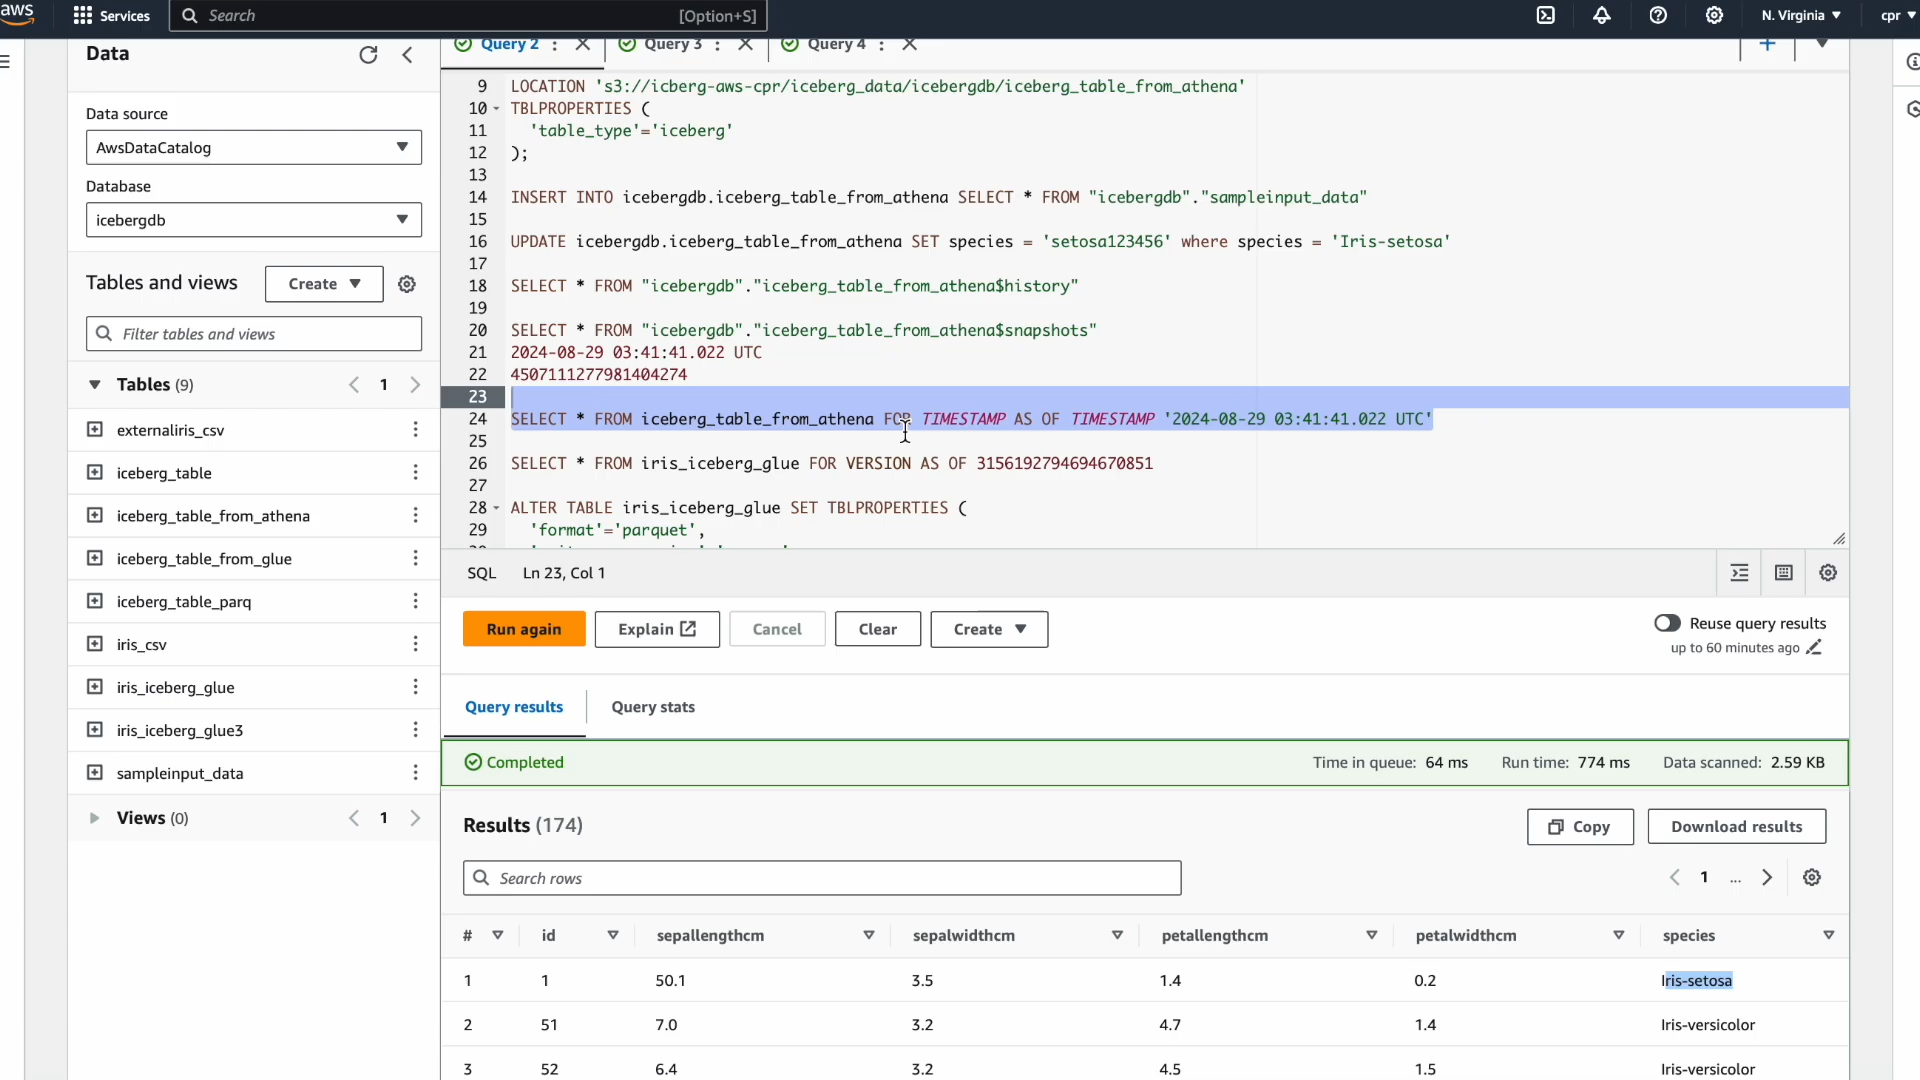 aws
Services
Search
[Option+S]
N. Virginia
cpr
Data
Data source
AwsDataCatalog
Database
icebergdb
Tables and views
Create
Filter tables and views
Tables (9)
1
externaliris_csv
iceberg_table
iceberg_table_from_athena
iceberg_table_from_glue
iceberg_table_parq
iris_csv
iris_iceberg_glue
iris_iceberg_glue3
sampleinput_data
Views (0)
1
Query 2
Query 3
Query 4
9 LOCATION 's3://icberg-aws-cpr/iceberg_data/icebergdb/iceberg_table_from_athena'
10 TBLPROPERTIES (
11 'table_type'='iceberg'
12 );
13
14 INSERT INTO icebergdb.iceberg_table_from_athena SELECT * FROM "icebergdb"."sampleinput_data"
15
16 UPDATE icebergdb.iceberg_table_from_athena SET species = 'setosa123456' where species = 'Iris-setosa'
17
18 SELECT * FROM "icebergdb"."iceberg_table_from_athena$history"
19
20 SELECT * FROM "icebergdb"."iceberg_table_from_athena$snapshots"
21 2024-08-29 03:41:41.022 UTC
22 4507111277981404274
23
24 SELECT * FROM iceberg_table_from_athena FOR TIMESTAMP AS OF TIMESTAMP '2024-08-29 03:41:41.022 UTC'
25
26 SELECT * FROM iris_iceberg_glue FOR VERSION AS OF 3156192794694670851
27
28 ALTER TABLE iris_iceberg_glue SET TBLPROPERTIES (
29 'format'='parquet',
SQL Ln 23, Col 1
Run again
Explain
Cancel
Clear
Create
Reuse query results
up to 60 minutes ago
Query results
Query stats
Completed
Time in queue: 64 ms
Run time: 774 ms
Data scanned: 2.59 KB
Results (174)
Copy
Download results
Search rows
1 ...
# id sepallengthcm sepalwidthcm petallengthcm petalwidthcm species
1 1 50.1 3.5 1.4 0.2 Iris-setosa
2 51 7.0 3.2 4.7 1.4 Iris-versicolor
3 52 6.4 3.2 4.5 1.5 Iris-versicolor